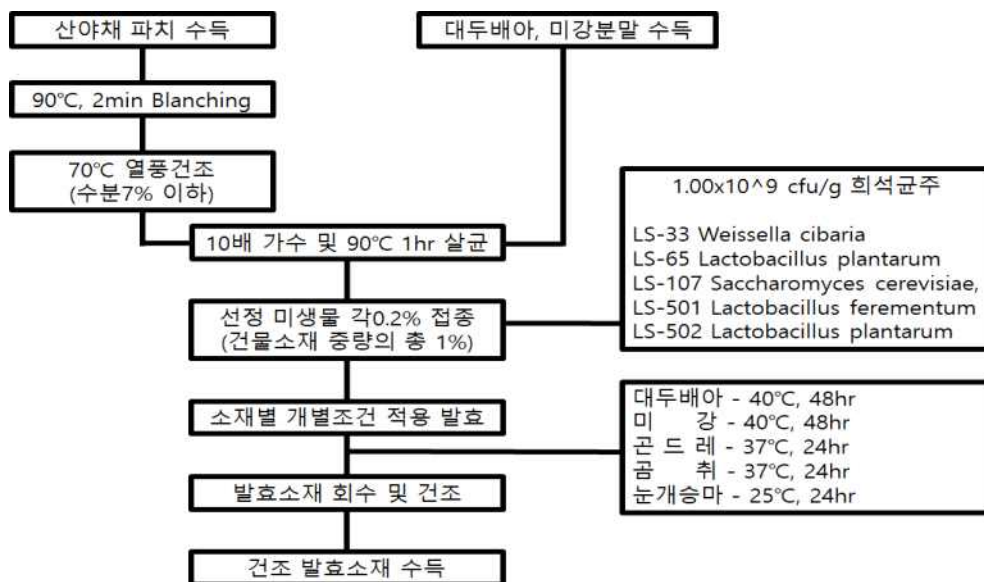 산야채 파치 수득
대두배아, 미강분말 수득
90℃, 2min Blanching
70℃ 열풍건조
(수분7% 이하)
10배 가수 및 90℃ 1hr 살균
1.00x10^9 cfu/g 희석균주
LS-33 Weissella cibaria
LS-65 Lactobacillus plantarum
LS-107 Saccharomyces cerevisiae,
LS-501 Lactobacillus ferementum
LS-502 Lactobacillus plantarum
선정 미생물 각0.2% 접종
(건물소재 중량의 총 1%)
소재별 개별조건 적용 발효
대두배아 - 40℃, 48hr
미 강 - 40℃, 48hr
곤 드 레 - 37℃, 24hr
곰 취 - 37℃, 24hr
눈개승마 - 25℃, 24hr
발효소재 회수 및 건조
건조 발효소재 수득